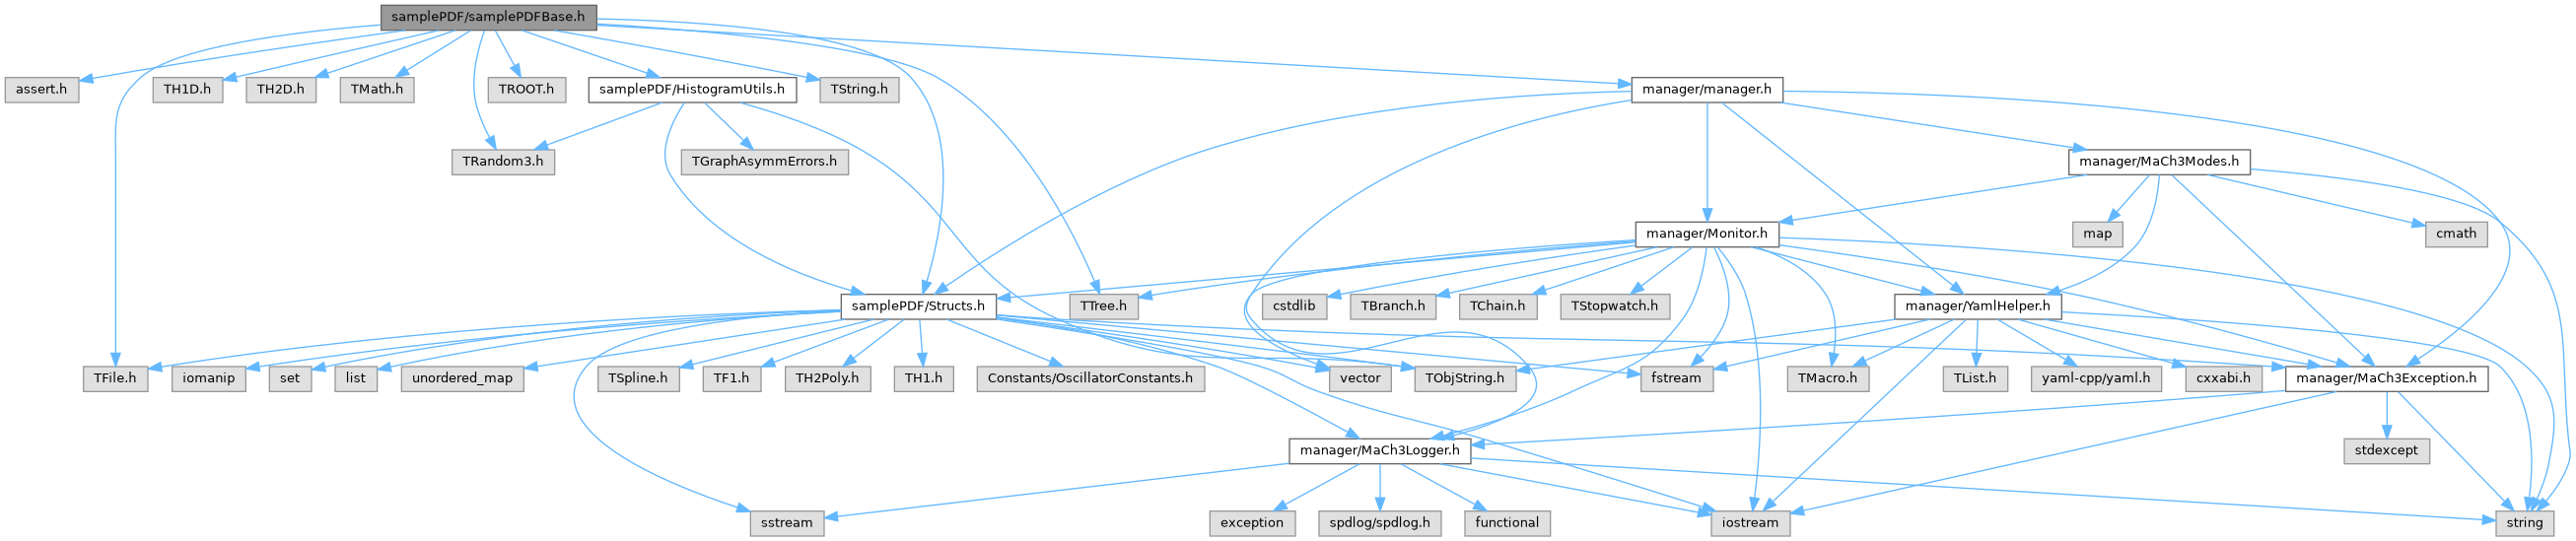 samplePDF/samplePDFBase.h
assert.h
TH1D.h
TH2D.h
TMath.h
TROOT.h
samplePDF/HistogramUtils.h
TString.h
manager/manager.h
TRandom3.h
TGraphAsymmErrors.h
manager/MaCh3Modes.h
manager/Monitor.h
map
cmath
samplePDF/Structs.h
TTree.h
cstdlib
TBranch.h
TChain.h
TStopwatch.h
manager/YamlHelper.h
TFile.h
iomanip
set
list
unordered_map
TSpline.h
TF1.h
TH2Poly.h
TH1.h
Constants/OscillatorConstants.h
vector
TObjString.h
fstream
TMacro.h
TList.h
yaml-cpp/yaml.h
cxxabi.h
manager/MaCh3Exception.h
manager/MaCh3Logger.h
stdexcept
sstream
exception
spdlog/spdlog.h
functional
iostream
string